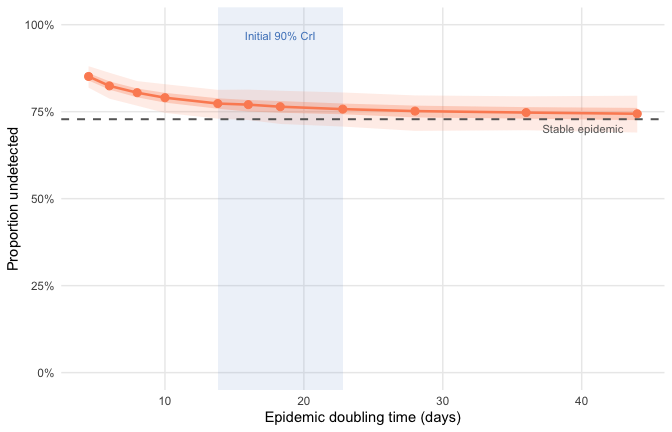 100%
Initial 90% CrI
75%
Stable epidemic
50%
25%
0%
Proportion undetected
10
20
30
40
Epidemic doubling time (days)